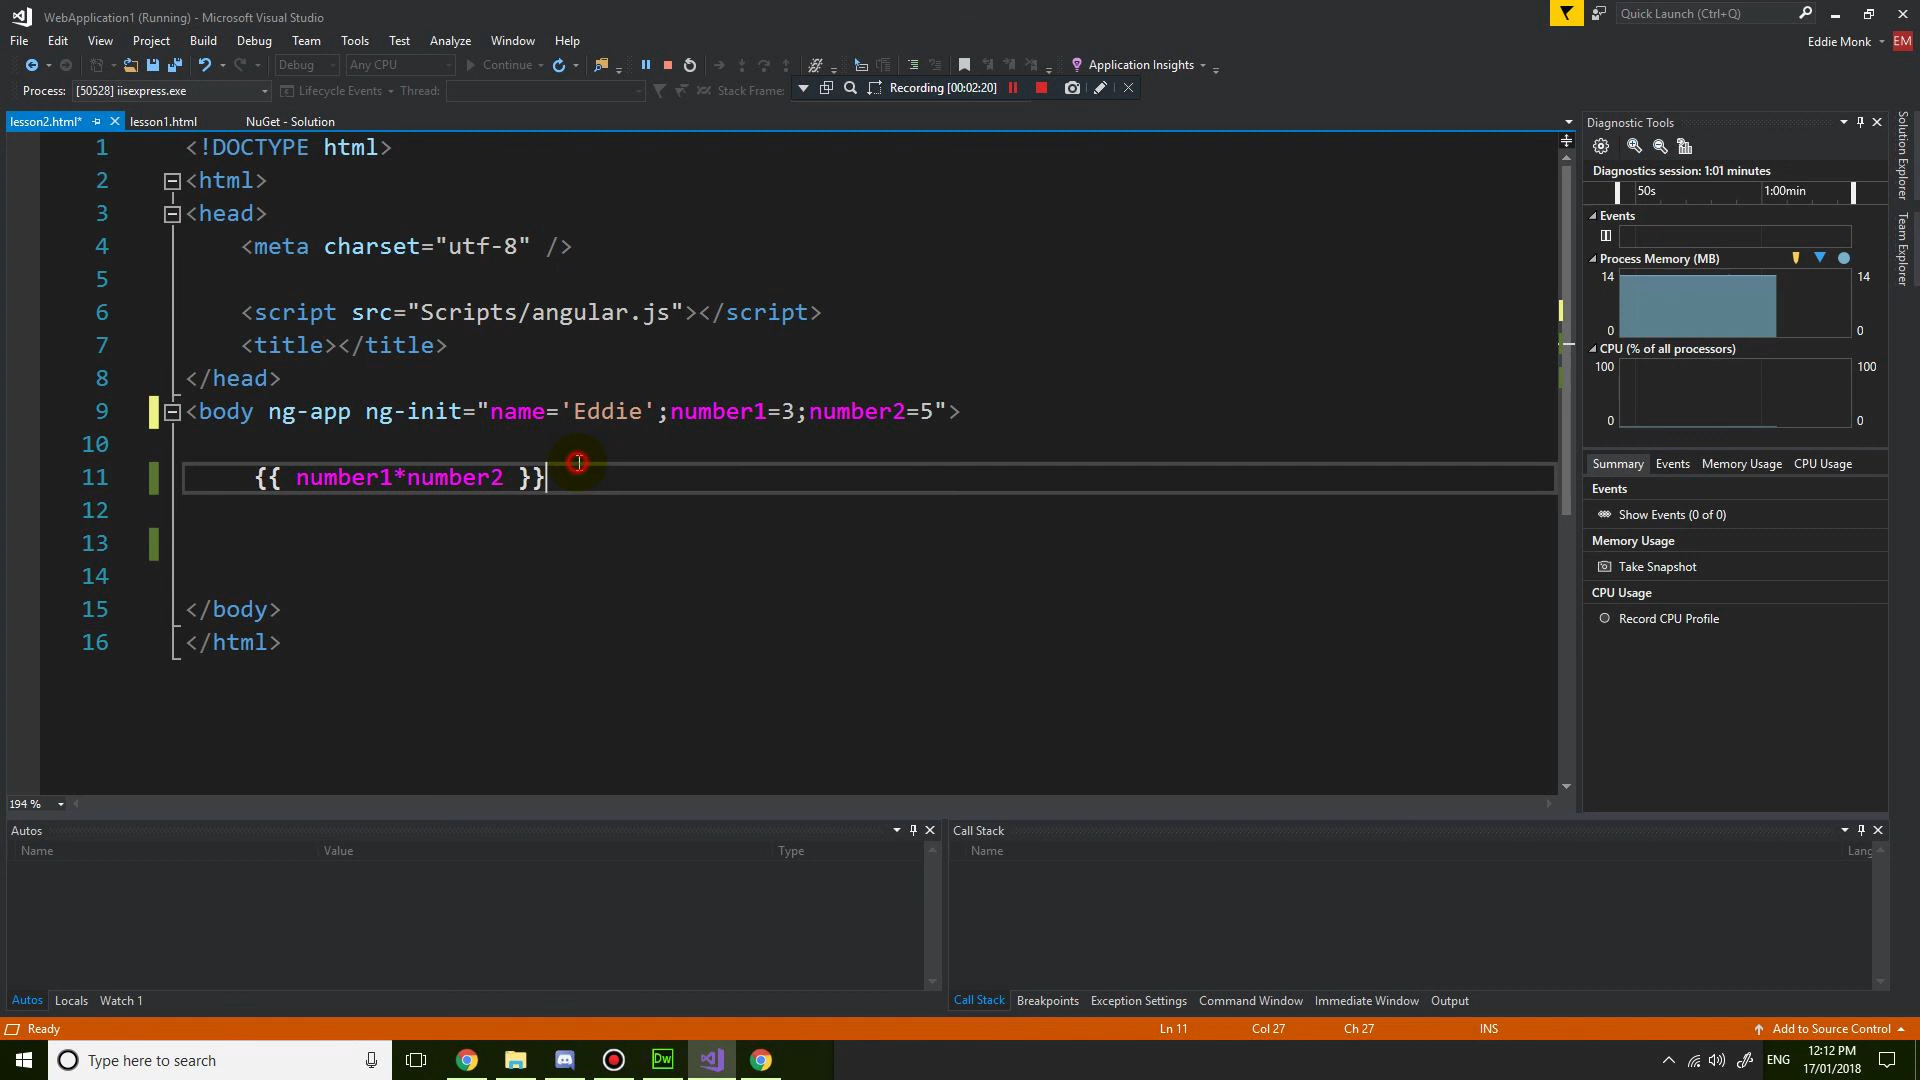 WebApplication1 (Running) - Microsoft Visual Studio
Quick Launch (Ctrl+Q)
File Edit View Project Build Debug Team Tools Test Analyze Window Help
Eddie Monk EM
Debug Any CPU Continue Application Insights
Process: [50528] iisexpress.exe Lifecycle Events Thread: Stack Frame: Recording [00:02:20]
lesson2.html* lesson1.html NuGet - Solution
1 <!DOCTYPE html>
2 <html>
3 <head>
4 <meta charset="utf-8" />
5
6 <script src="Scripts/angular.js"></script>
7 <title></title>
8 </head>
9 <body ng-app ng-init="name='Eddie';number1=3;number2=5">
10
11 {{ number1*number2 }}
12
13
14
15 </body>
16 </html>
194 %
Diagnostic Tools
Diagnostics session: 1:01 minutes
50s 1:00min
Events
Process Memory (MB)
14 14
0 0
CPU (% of all processors)
100 100
0 0
Summary Events Memory Usage CPU Usage
Events
Show Events (0 of 0)
Memory Usage
Take Snapshot
CPU Usage
Record CPU Profile
Solution Explorer
Team Explorer
Autos
Name Value Type
Autos Locals Watch 1
Call Stack
Name Lang
Call Stack Breakpoints Exception Settings Command Window Immediate Window Output
Ready Ln 11 Col 27 Ch 27 INS Add to Source Control
Type here to search
Dw
ENG
12:12 PM
17/01/2018